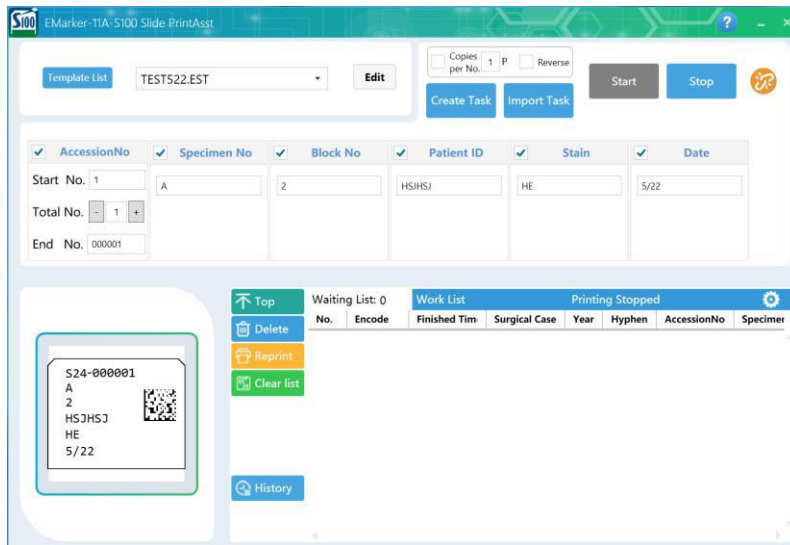 S100 EMarker-11A-S100 Slide PrintAsst ?
Template List TEST522.EST Edit
Copies per No. 1 P Reverse
Create Task Import Task
Start Stop
AccessionNo Specimen No Block No Patient ID Stain Date
Start No. 1 A 2 HSJHSJ HE 5/22
Total No. - 1 +
End No. 000001
S24-000001
A
2
HSJHSJ
HE
5/22
Top
Delete
Reprint
Clear list
History
Waiting List: 0 Work List Printing Stopped
No. Encode Finished Tim Surgical Case Year Hyphen AccessionNo Specimer